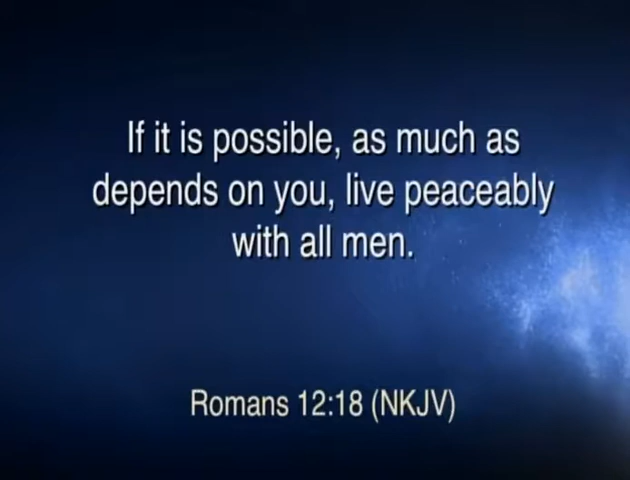 If it is possible, as much as
depends on you, live peaceably
with all men.
Romans 12:18 (NKJV)